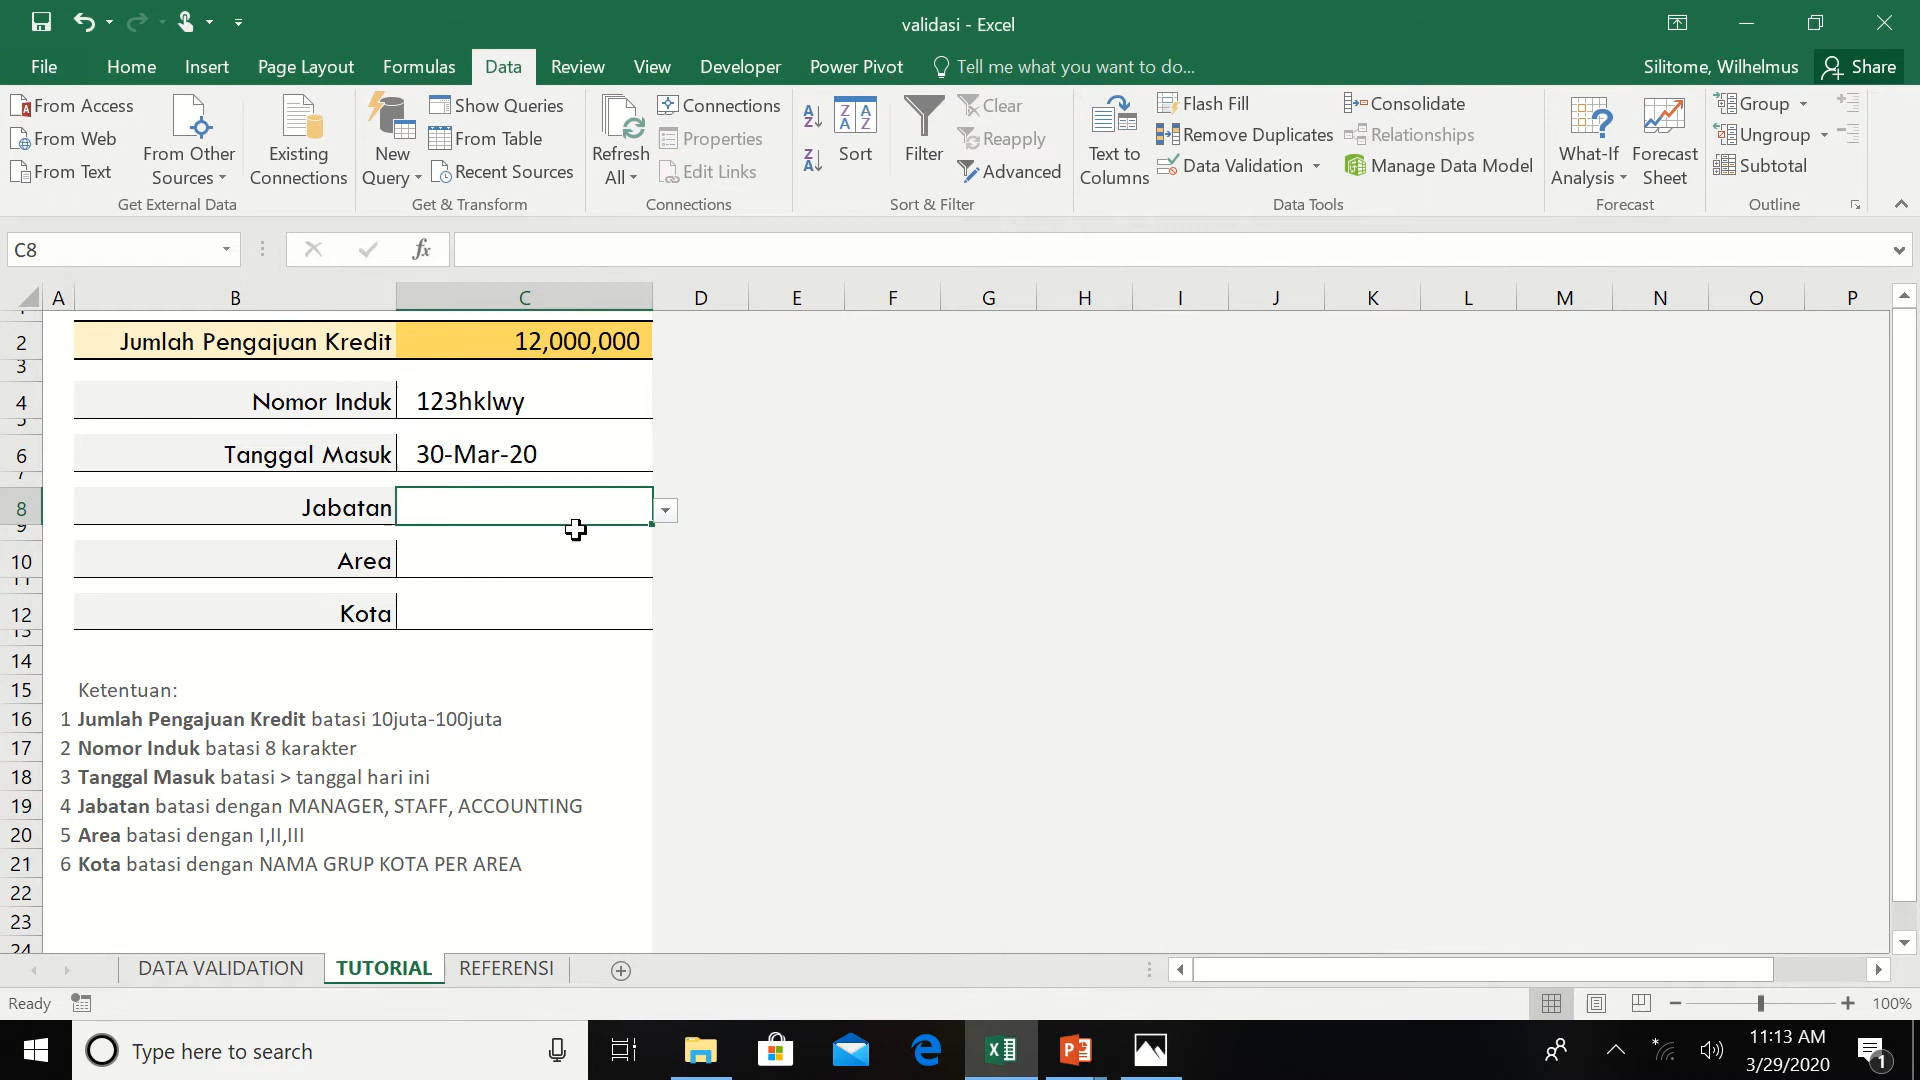 validasi - Excel
File Home Insert Page Layout Formulas Data Review View Developer Power Pivot Tell me what you want to do... Silitome, Wilhelmus Share
From Access
From Web
From Text
From Other Sources
Existing Connections
Get External Data
New Query
Show Queries
From Table
Recent Sources
Get & Transform
Refresh All
Connections
Properties
Edit Links
Connections
Sort
Filter
Clear
Reapply
Advanced
Sort & Filter
Text to Columns
Flash Fill
Remove Duplicates
Data Validation
Consolidate
Relationships
Manage Data Model
Data Tools
What-If Analysis
Forecast Sheet
Forecast
Group
Ungroup
Subtotal
Outline
C8 fx
A B C D E F G H I J K L M N O P
2 Jumlah Pengajuan Kredit 12,000,000
3
4 Nomor Induk 123hklwy
5
6 Tanggal Masuk 30-Mar-20
7
8 Jabatan
9
10 Area
11
12 Kota
13
14
15 Ketentuan:
16 1 Jumlah Pengajuan Kredit batasi 10juta-100juta
17 2 Nomor Induk batasi 8 karakter
18 3 Tanggal Masuk batasi > tanggal hari ini
19 4 Jabatan batasi dengan MANAGER, STAFF, ACCOUNTING
20 5 Area batasi dengan I,II,III
21 6 Kota batasi dengan NAMA GRUP KOTA PER AREA
22
23
24
DATA VALIDATION TUTORIAL REFERENSI
Ready 100%
Type here to search
11:13 AM
3/29/2020
1